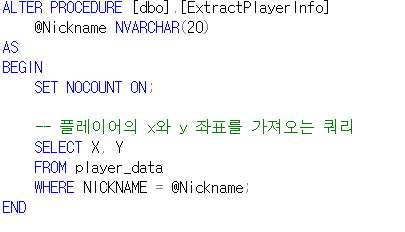 ALTER PROCEDURE [dbo].[ExtractPlayerInfo]
@Nickname NVARCHAR(20)
AS
BEGIN
SET NOCOUNT ON;
-- 플레이어의 x와 y 좌표를 가져오는 쿼리
SELECT X, Y
FROM player_data
WHERE NICKNAME = @Nickname;
END